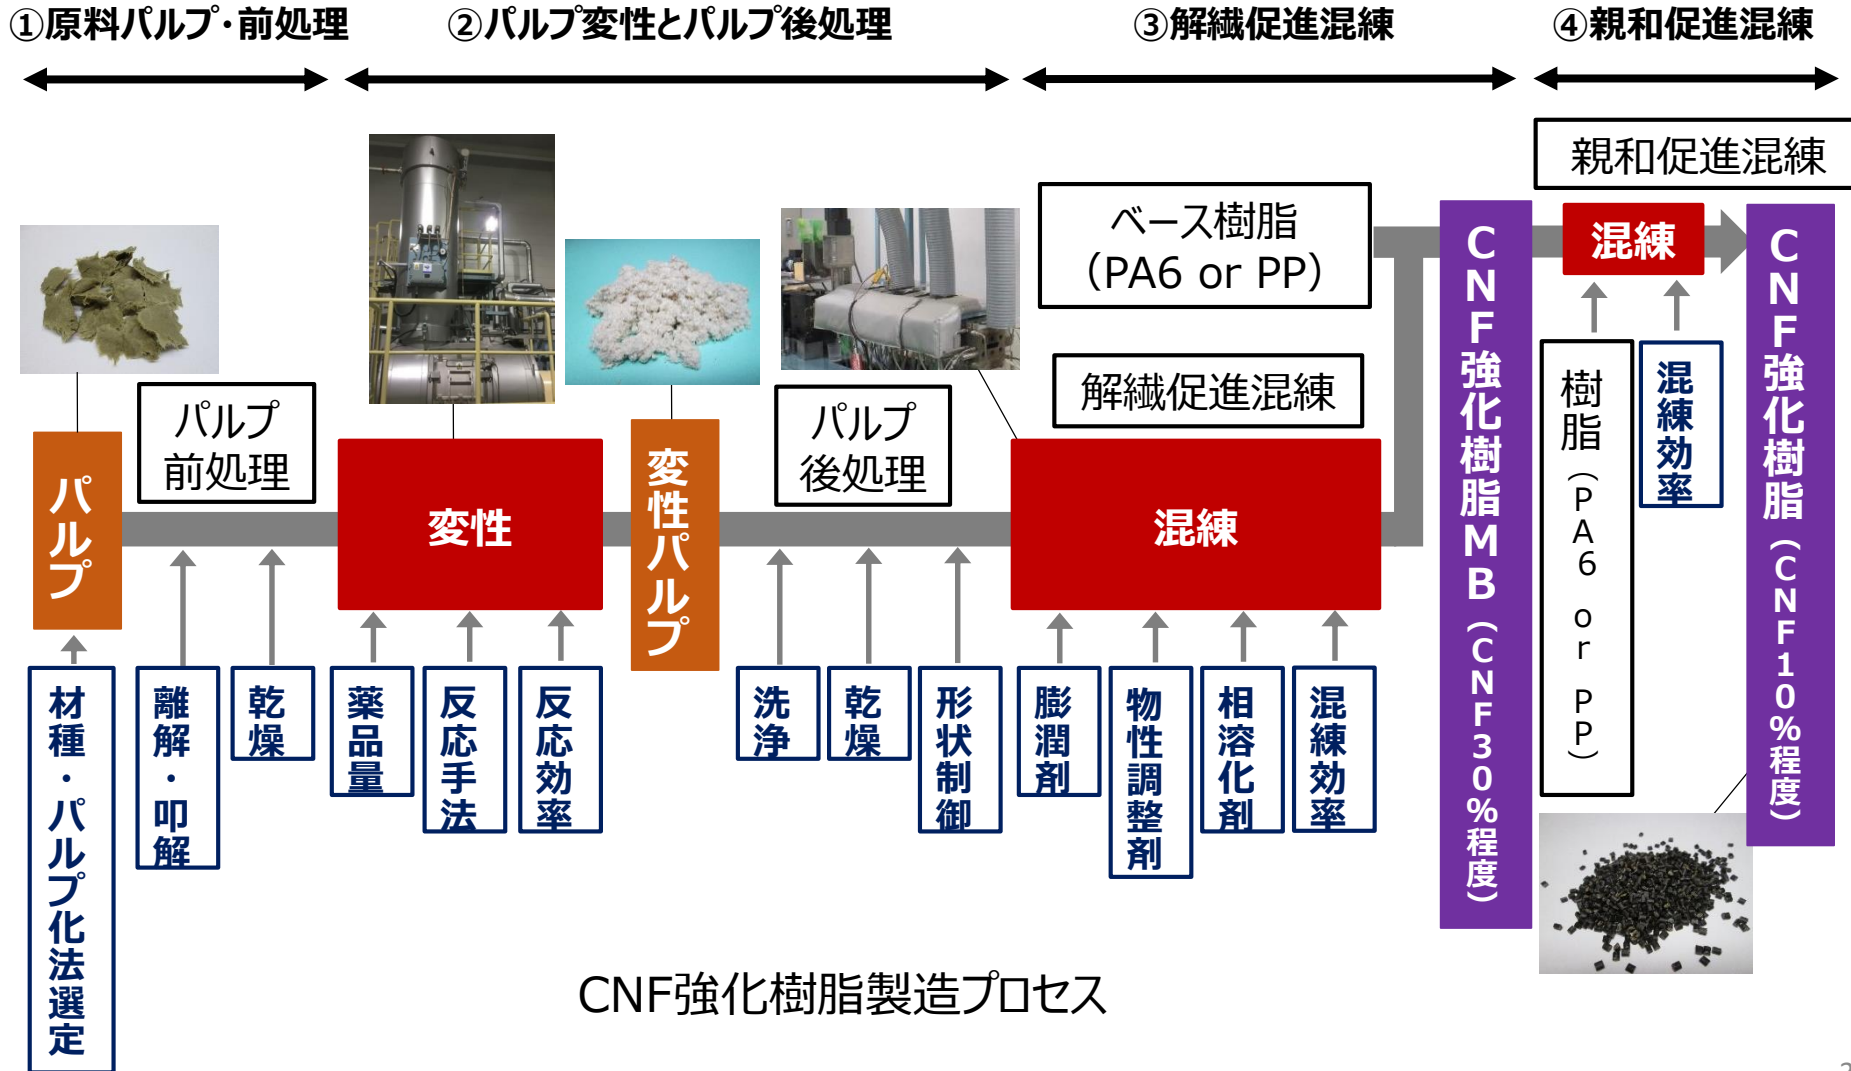 ①原料パルプ・前処理
②パルプ変性とパルプ後処理
③解繊促進混練
④親和促進混練
親和促進混練
ベース樹脂
（PA6 or PP）
混練
CNF強化樹脂MB（CNF30%程度）
CNF強化樹脂（CNF10%程度）
解繊促進混練
樹脂（PA6 or PP）
混練効率
パルプ
前処理
パルプ
後処理
パルプ
変性
変性パルプ
混練
材種・パルプ化法選定
離解・叩解
乾燥
薬品量
反応手法
反応効率
洗浄
乾燥
形状制御
膨潤剤
物性調整剤
相溶化剤
混練効率
CNF強化樹脂製造プロセス